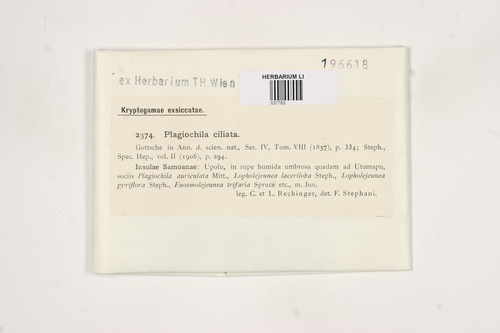 196618
ex Herbarium T.H. Wien
HERBARIUM LI
637763
Kryptogamae exsiccatae.
2374. Plagiochila ciliata.
Gottsche in Ann. d. scien. nat., Ser. IV, Tom. VIII (1857), p. 334; Steph.,
Spec. Hep., vol. II (1906), p. 294.
Insulae Samoanae: Upolu, in rupe humida umbrosa quadam ad Utumapu,
sociis Plagiochila auriculata Mitt., Lopholejeunea laceriloba Steph., Lopholejeunea
pyriflora Steph., Euosmolejeunea trifaria Spruce etc., m. Jun.
leg. C. et L. Rechinger, det. F. Stephani.